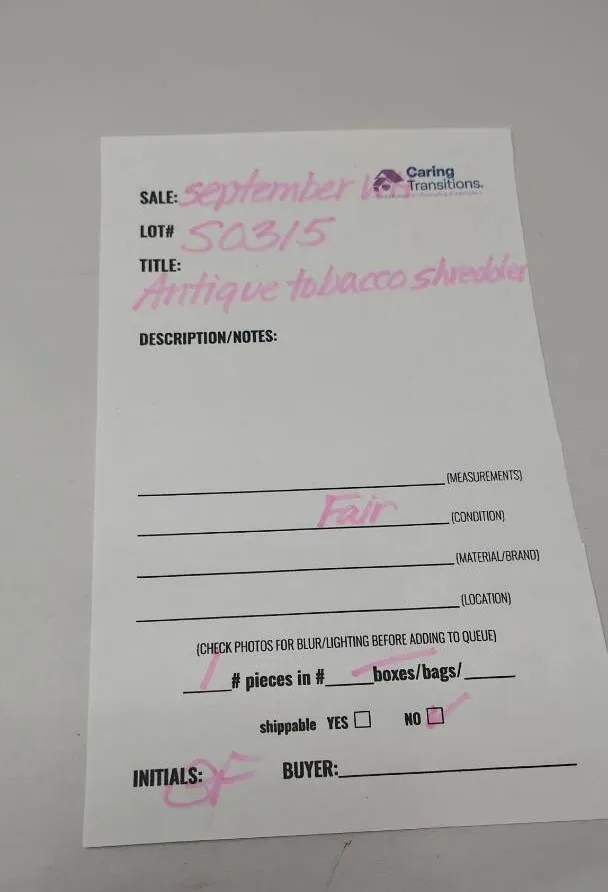 Caring
Transitions.
SALE: September
LOT# S0315
TITLE:
Antique tobacco shredder
DESCRIPTION/NOTES:
(MEASUREMENTS)
Fair (CONDITION)
(MATERIAL/BRAND)
(LOCATION)
(CHECK PHOTOS FOR BLUR/LIGHTING BEFORE ADDING TO QUEUE)
1 # pieces in # boxes/bags/
shippable YES NO
INITIALS: BUYER: